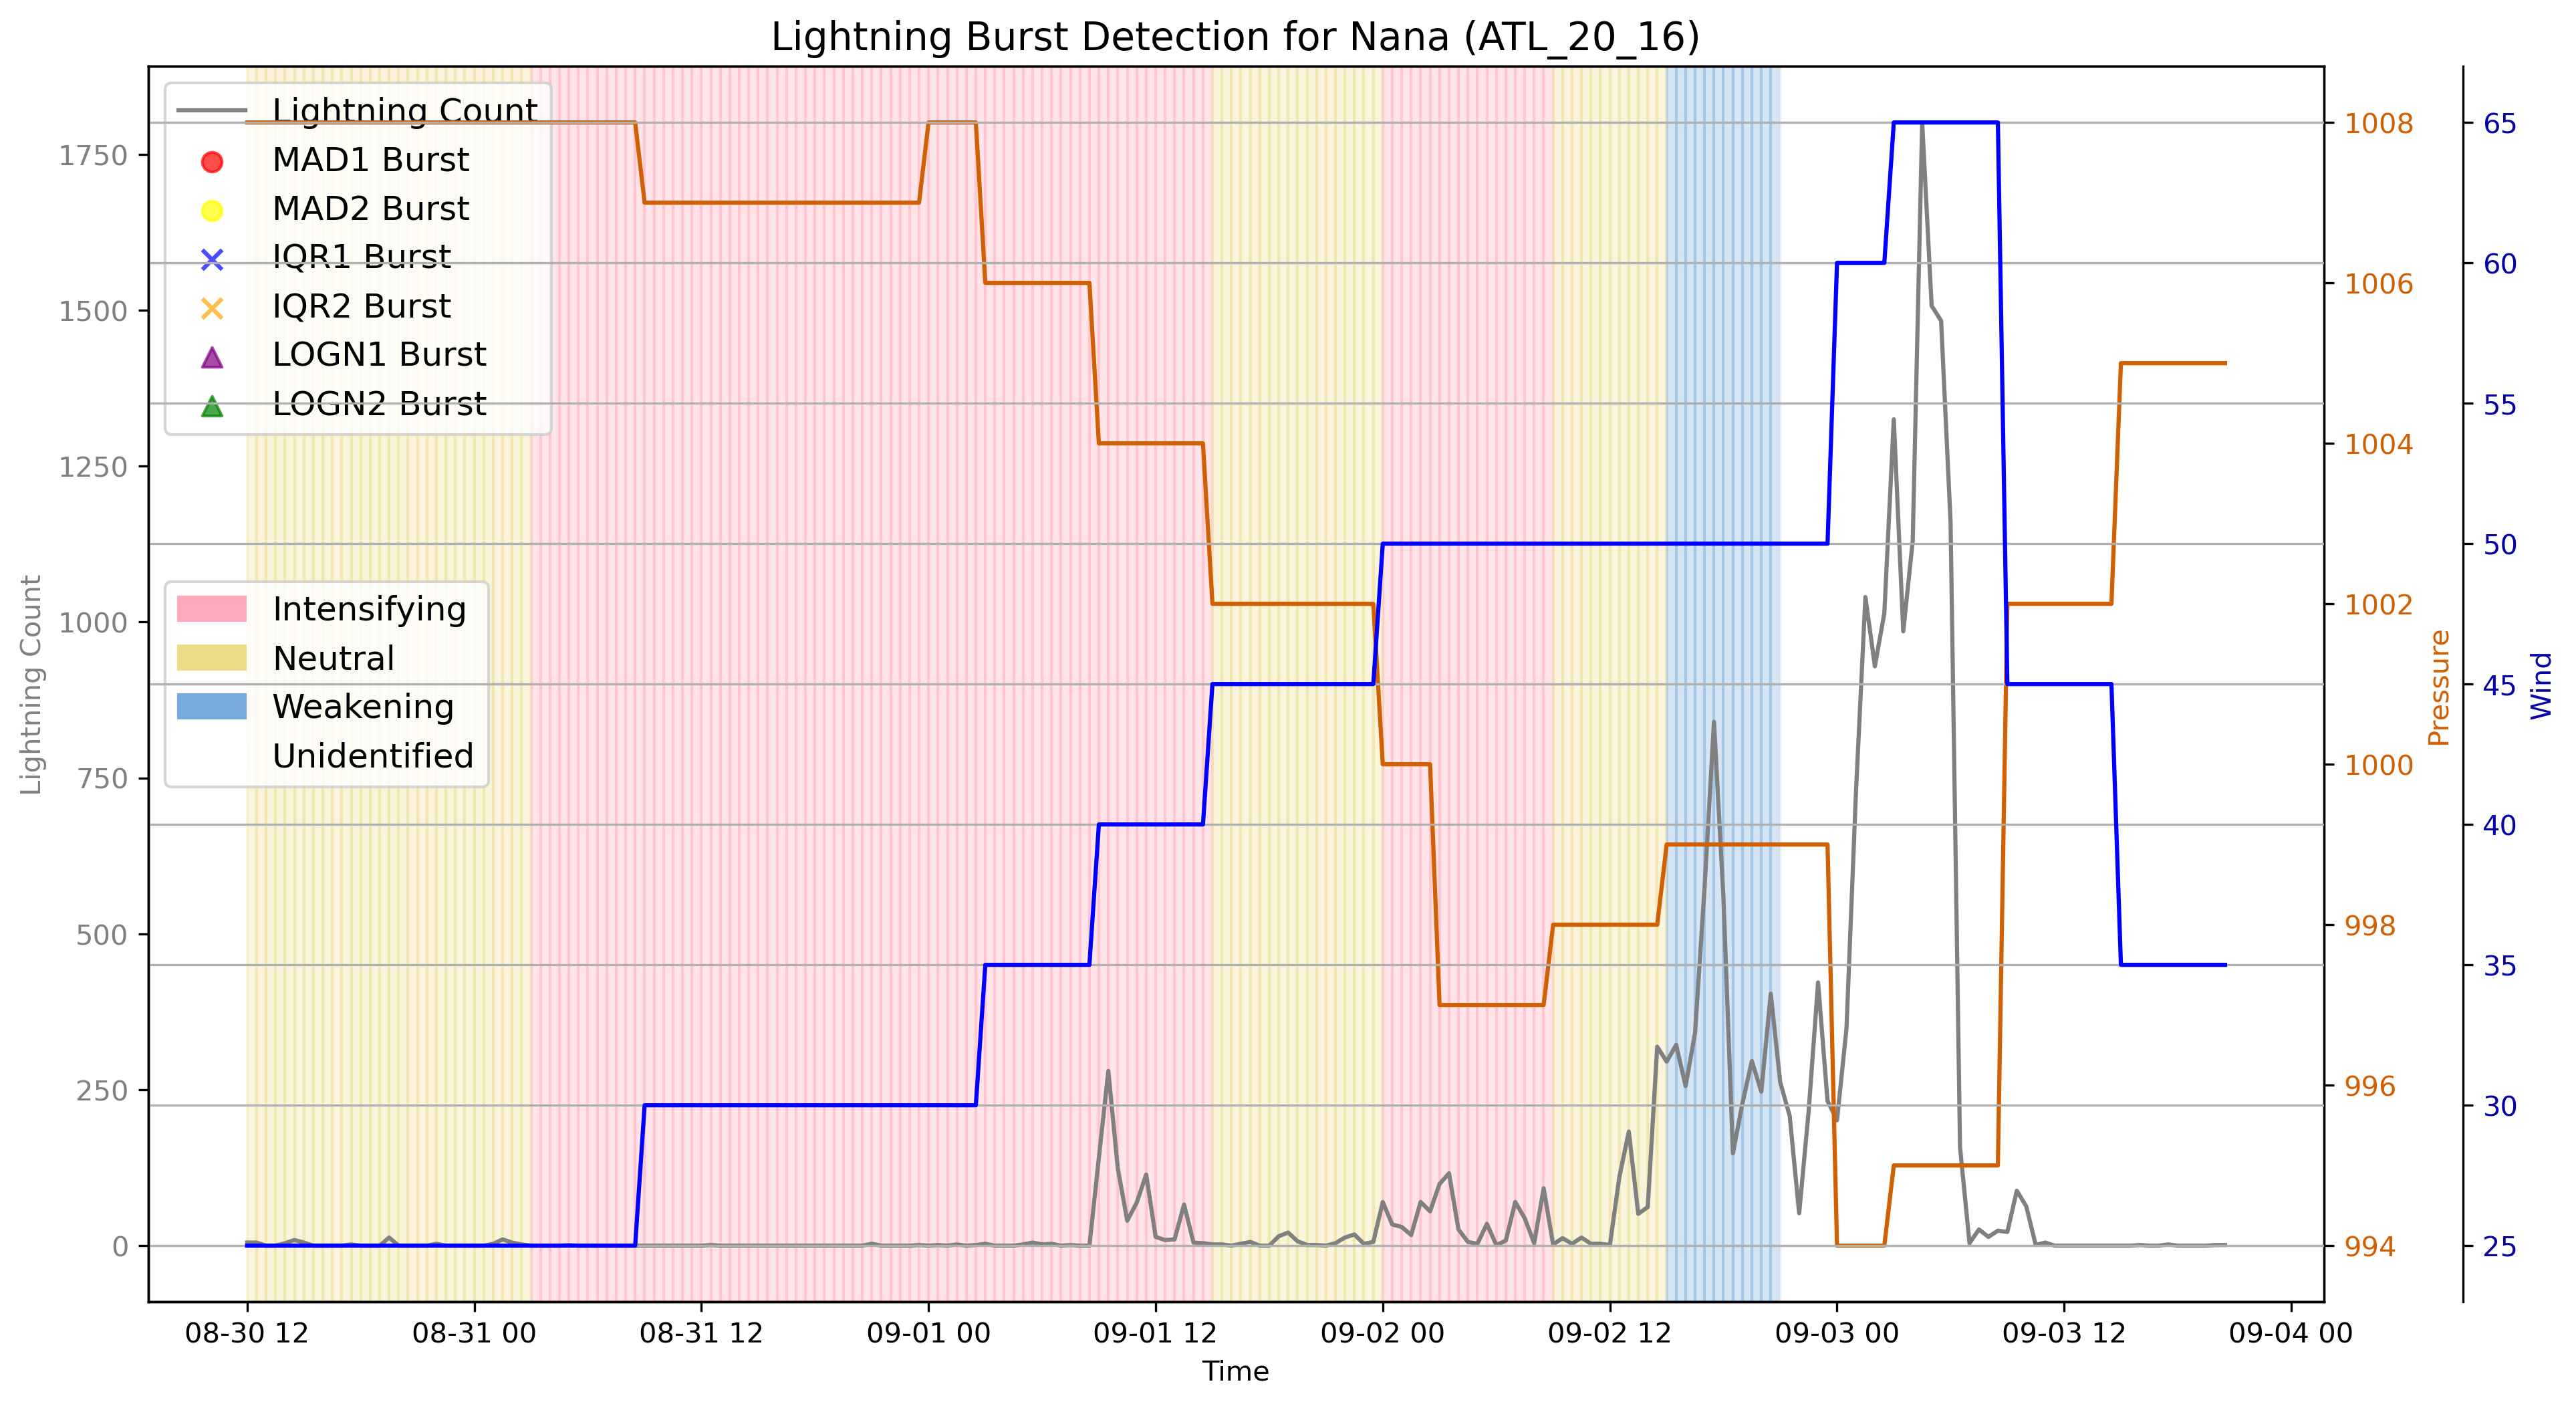 Lightning Burst Detection for Nana (ATL_20_16)
Lightning Count
MAD1 Burst
MAD2 Burst
IQR1 Burst
IQR2 Burst
LOGN1 Burst
LOGN2 Burst
Intensifying
Neutral
Weakening
Unidentified
Lightning Count
1750
1500
1250
1000
750
500
250
0
1008
1006
1004
1002
1000
998
996
994
Pressure
65
60
55
50
45
40
35
30
25
Wind
08-30 12
08-31 00
08-31 12
09-01 00
09-01 12
09-02 00
09-02 12
09-03 00
09-03 12
09-04 00
Time